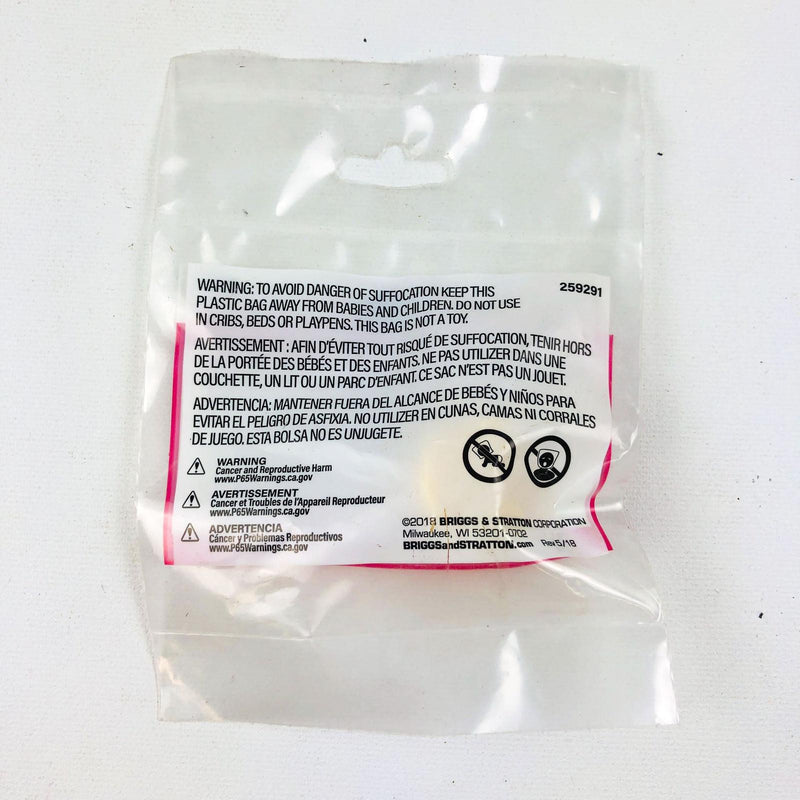 WARNING: TO AVOID DANGER OF SUFFOCATION KEEP THIS
259291
PLASTIC BAG AWAY FROM BABIES AND CHILDREN. DO NOT USE
IN CRIBS, BEDS OR PLAYPENS. THIS BAG IS NOT A TOY.
AVERTISSEMENT : AFIN D'ÉVITER TOUT RISQUÉ DE SUFFOCATION, TENIR HORS
DE LA PORTÉE DES BÉBÉS ET DES ENFANTS. NE PAS UTILIZER DANS UNE
COUCHETTE, UN LIT OU UN PARC D'ENFANT. CE SAC N'EST PAS UN JOUET.
ADVERTENCIA: MANTENER FUERA DEL ALCANCE DE BEBÉS Y NIÑOS PARA
EVITAR EL PELIGRO DE ASFIXIA. NO UTILIZER EN CUNAS, CAMAS NI CORRALES
DE JUEGO. ESTA BOLSA NO ES UNJUGETE.
WARNING
Cancer and Reproductive Harm
www.P65Warnings.ca.gov
AVERTISSEMENT
Cancer et Troubles de l'Appareil Reproducteur
www.P65Warnings.ca.gov
ADVERTENCIA
Cáncer y Problemas Reproductivos
www.P65Warnings.ca.gov
©2018 BRIGGS & STRATTON CORPORATION
Milwaukee, WI 53201-0702
BRIGGSandSTRATTON.com Rev 5/18